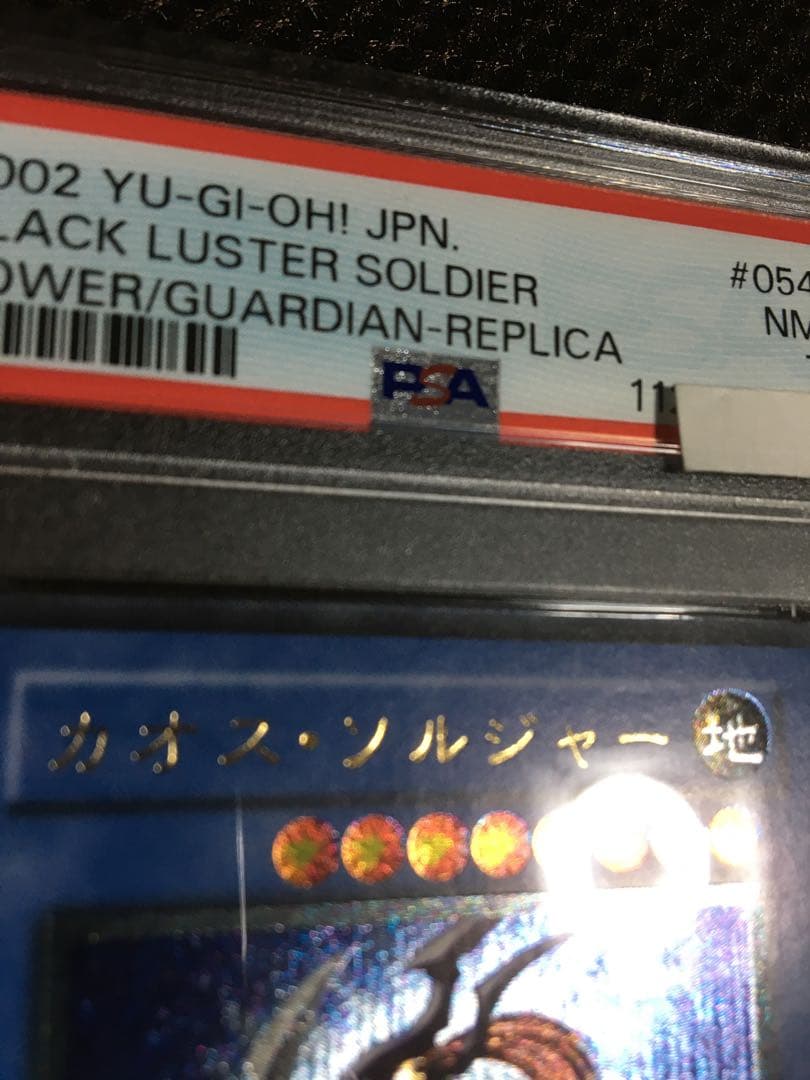 002 YU-GI-OH! JPN.
LACK LUSTER SOLDIER
OWER/GUARDIAN-REPLICA
#054
NM
PSA
11
カオス・ソルジャー
地